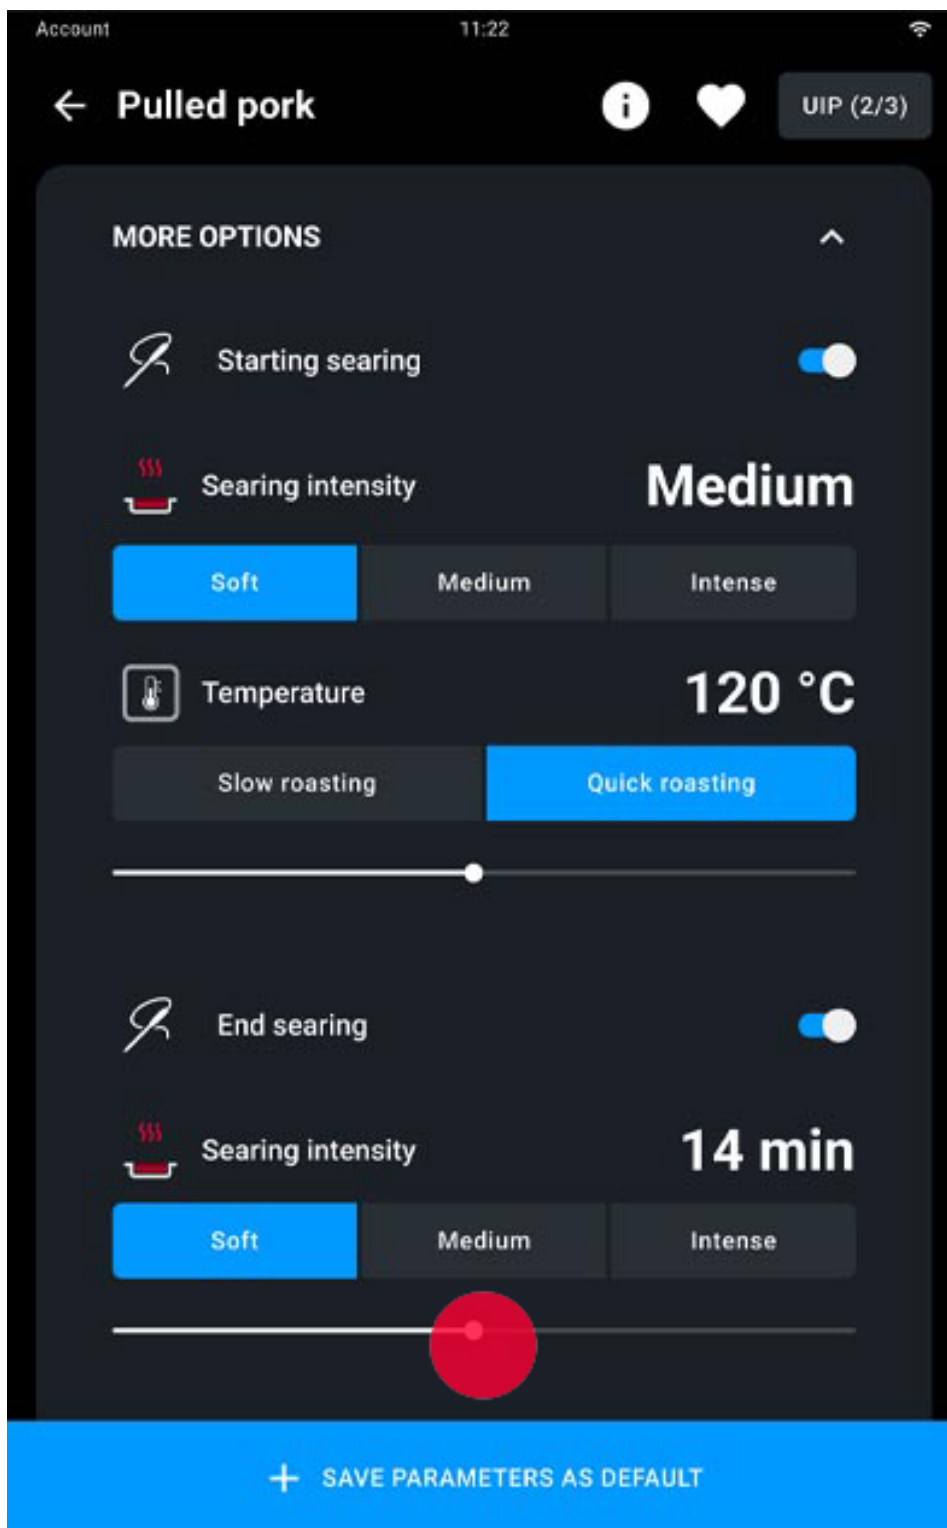 Account 11:22
Pulled pork UIP (2/3)
MORE OPTIONS
Starting searing
Searing intensity Medium
Soft Medium Intense
Temperature 120 °C
Slow roasting Quick roasting
End searing
Searing intensity 14 min
Soft Medium Intense
SAVE PARAMETERS AS DEFAULT